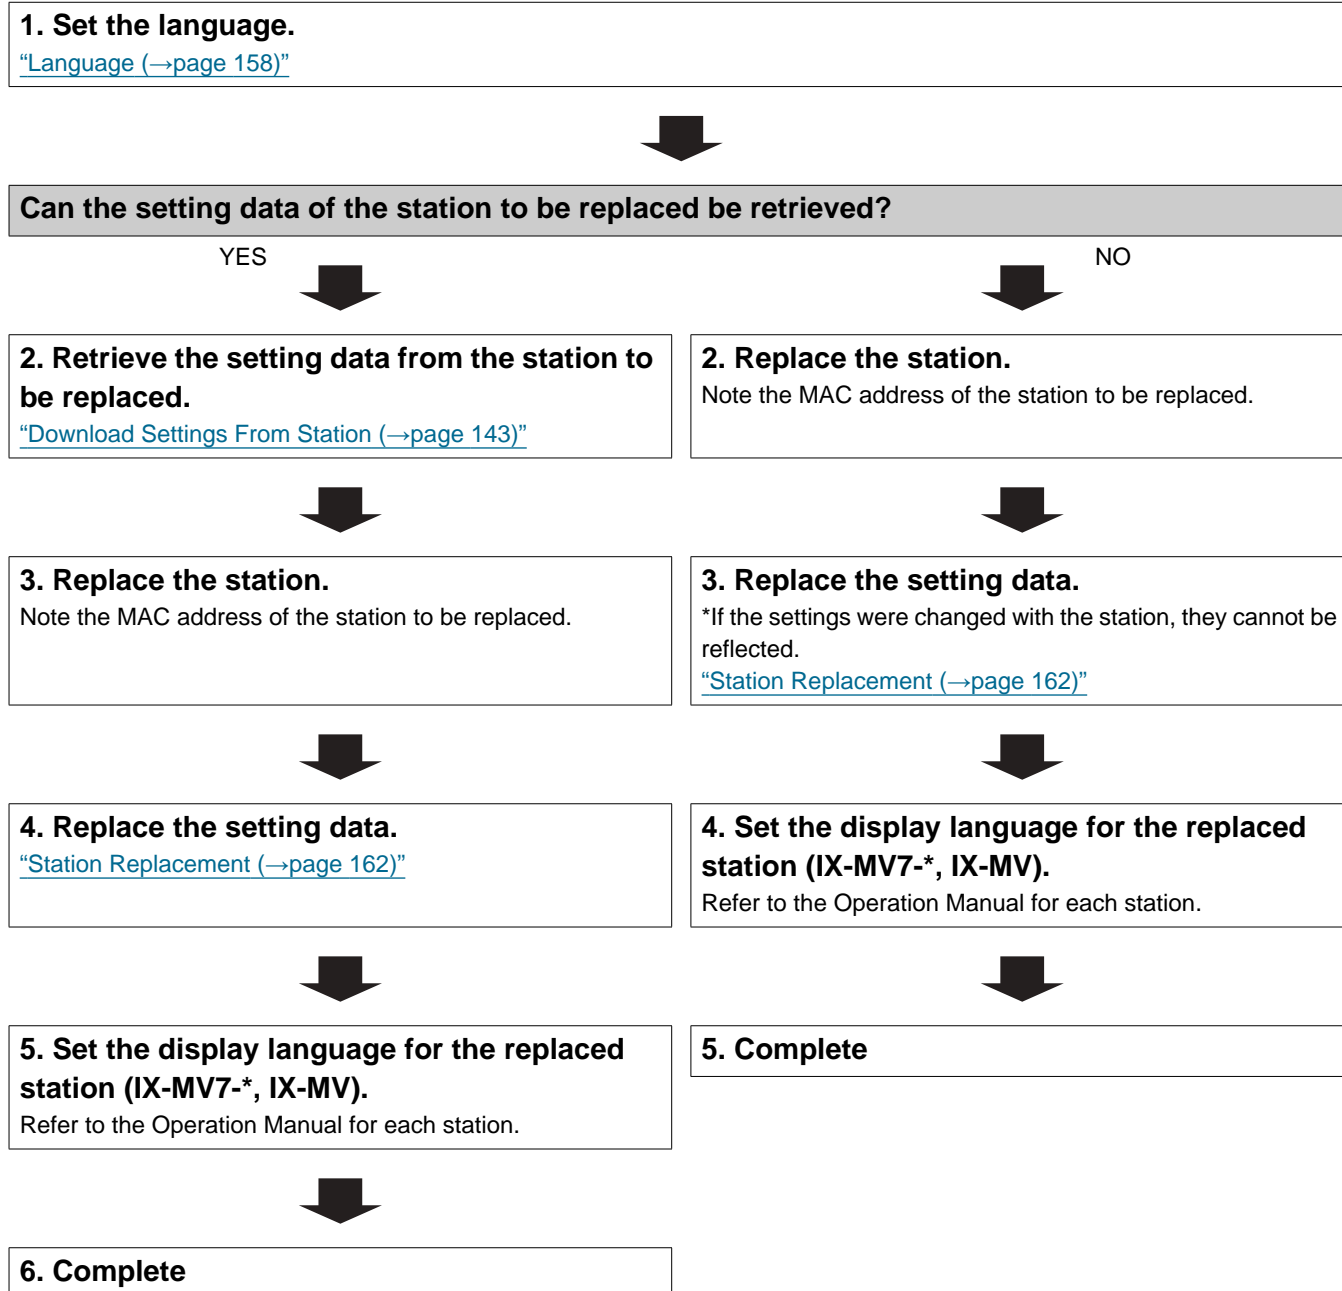 1. Set the language.
“Language (→page 158)”
Can the setting data of the station to be replaced be retrieved?
YES
NO
2. Retrieve the setting data from the station to
be replaced.
“Download Settings From Station (→page 143)”
2. Replace the station.
Note the MAC address of the station to be replaced.
3. Replace the station.
Note the MAC address of the station to be replaced.
3. Replace the setting data.
*If the settings were changed with the station, they cannot be
reflected.
“Station Replacement (→page 162)”
4. Replace the setting data.
“Station Replacement (→page 162)”
4. Set the display language for the replaced
station (IX-MV7-*, IX-MV).
Refer to the Operation Manual for each station.
5. Set the display language for the replaced
station (IX-MV7-*, IX-MV).
Refer to the Operation Manual for each station.
5. Complete
6. Complete